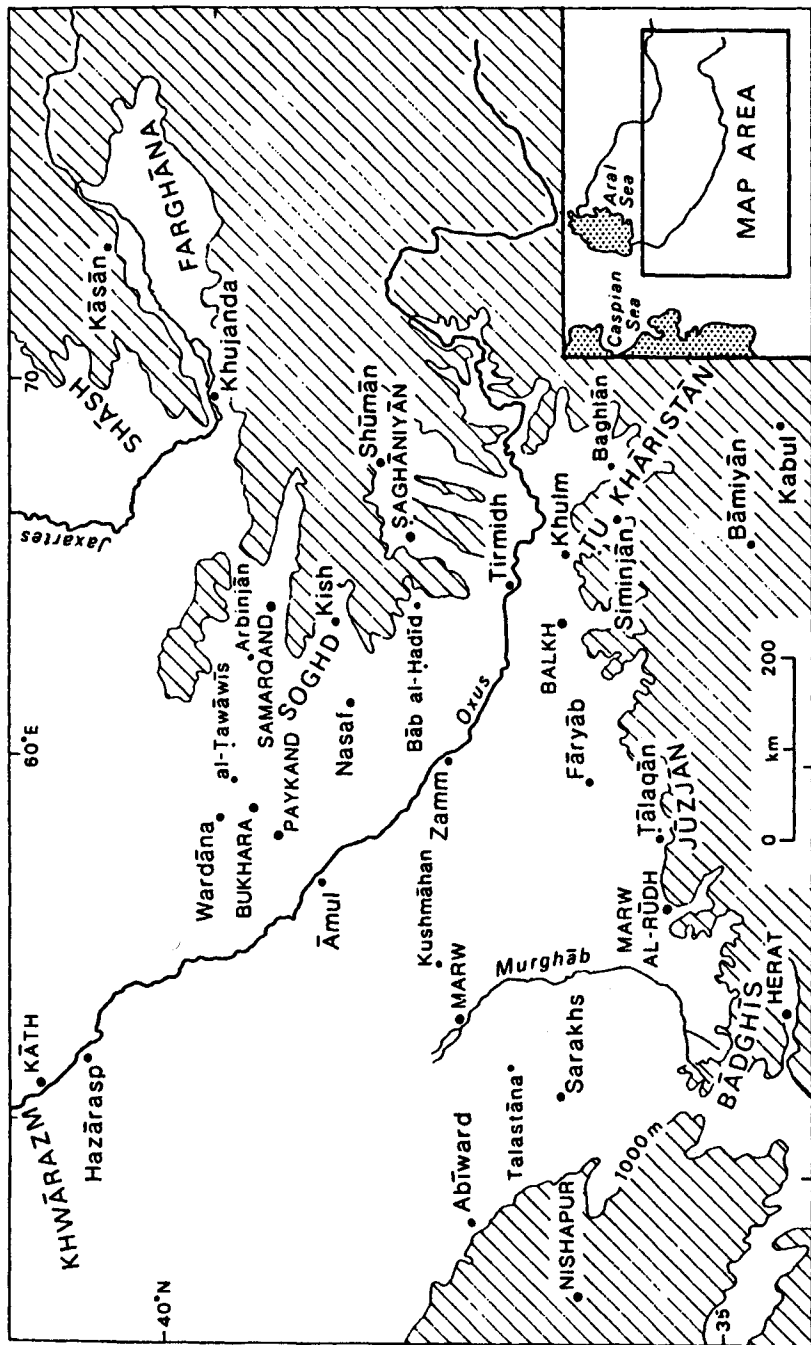 Jaxartes
SHĀSH
Kāsān
FARGHĀNA
Khujanda
KHWĀRAZM
KĀTH
Hazārasp
Wardāna
al-Ṭawāwīs
Arbinjān
BUKHARA
SAMARQAND
PAYKAND
SOGHD
Kish
Nasaf
Āmul
Shūmān
ṢAGHĀNIYĀN
Bāb al-Ḥadīd
Oxus
Tirmidh
Zamm
Kushmāhan
MARW
Murghāb
Abīward
Talastāna
Sarakhs
NISHAPUR
1000m
BALKH
Khulm
Fāryāb
Baghlān
ṬUKHĀRISTĀN
Siminjān
Ṭālaqān
JŪZJĀN
MARW
AL-RŪDH
BĀDGHĪS
HERAT
Bāmiyān
Kabul
0 km 200
40°N
35
60°E
70
Aral
Sea
Caspian
Sea
MAP AREA